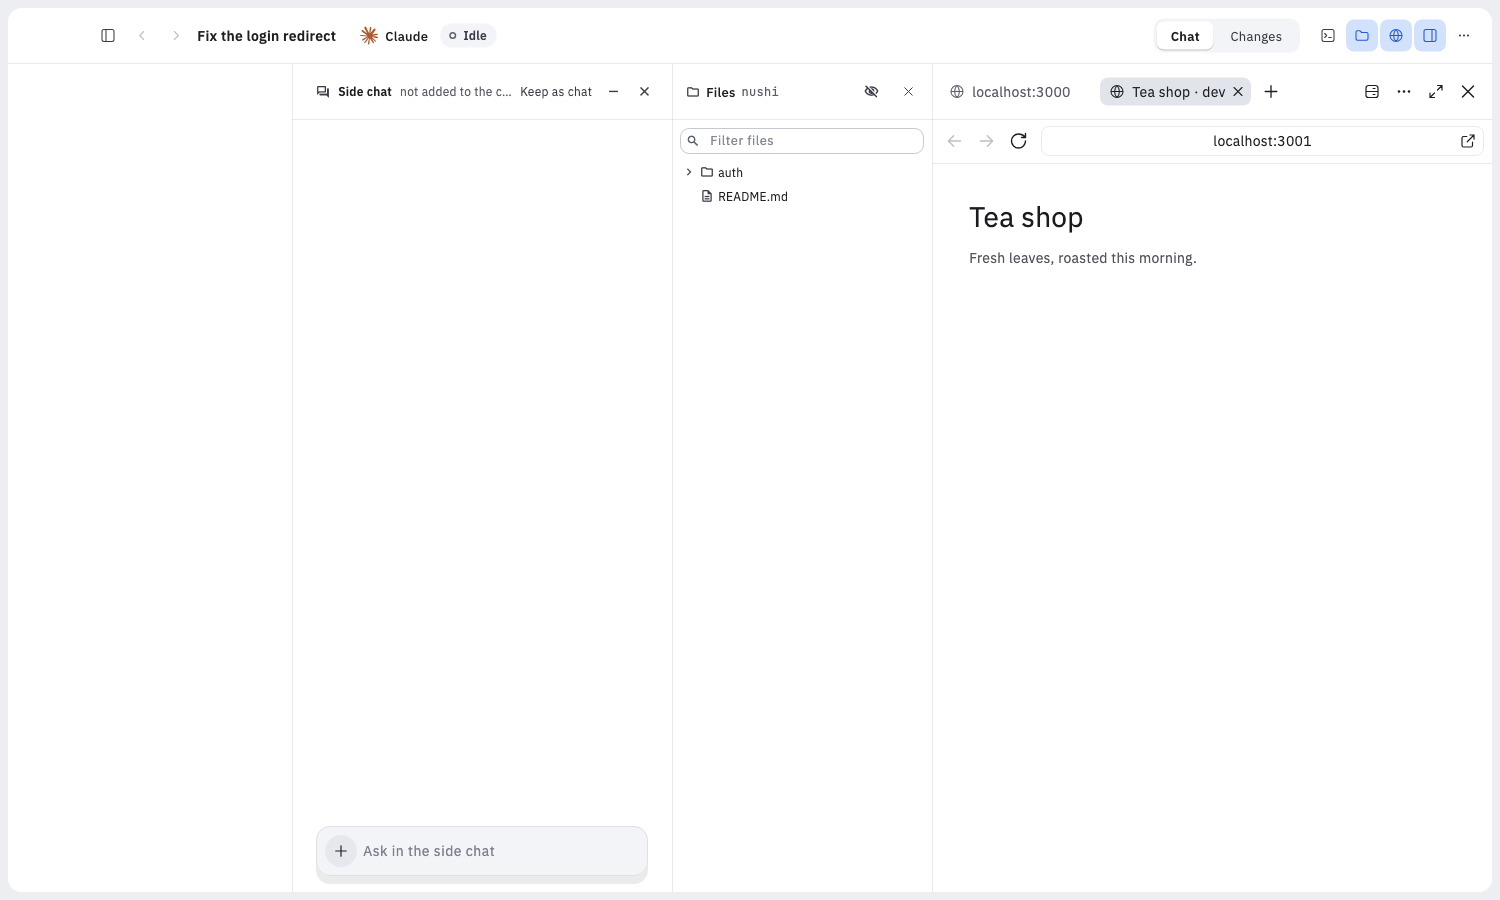 Fix the login redirect
Claude
Idle
Chat
Changes
Side chat not added to the c... Keep as chat
Files nushi
Filter files
auth
README.md
localhost:3000
Tea shop · dev
localhost:3001
Tea shop
Fresh leaves, roasted this morning.
Ask in the side chat